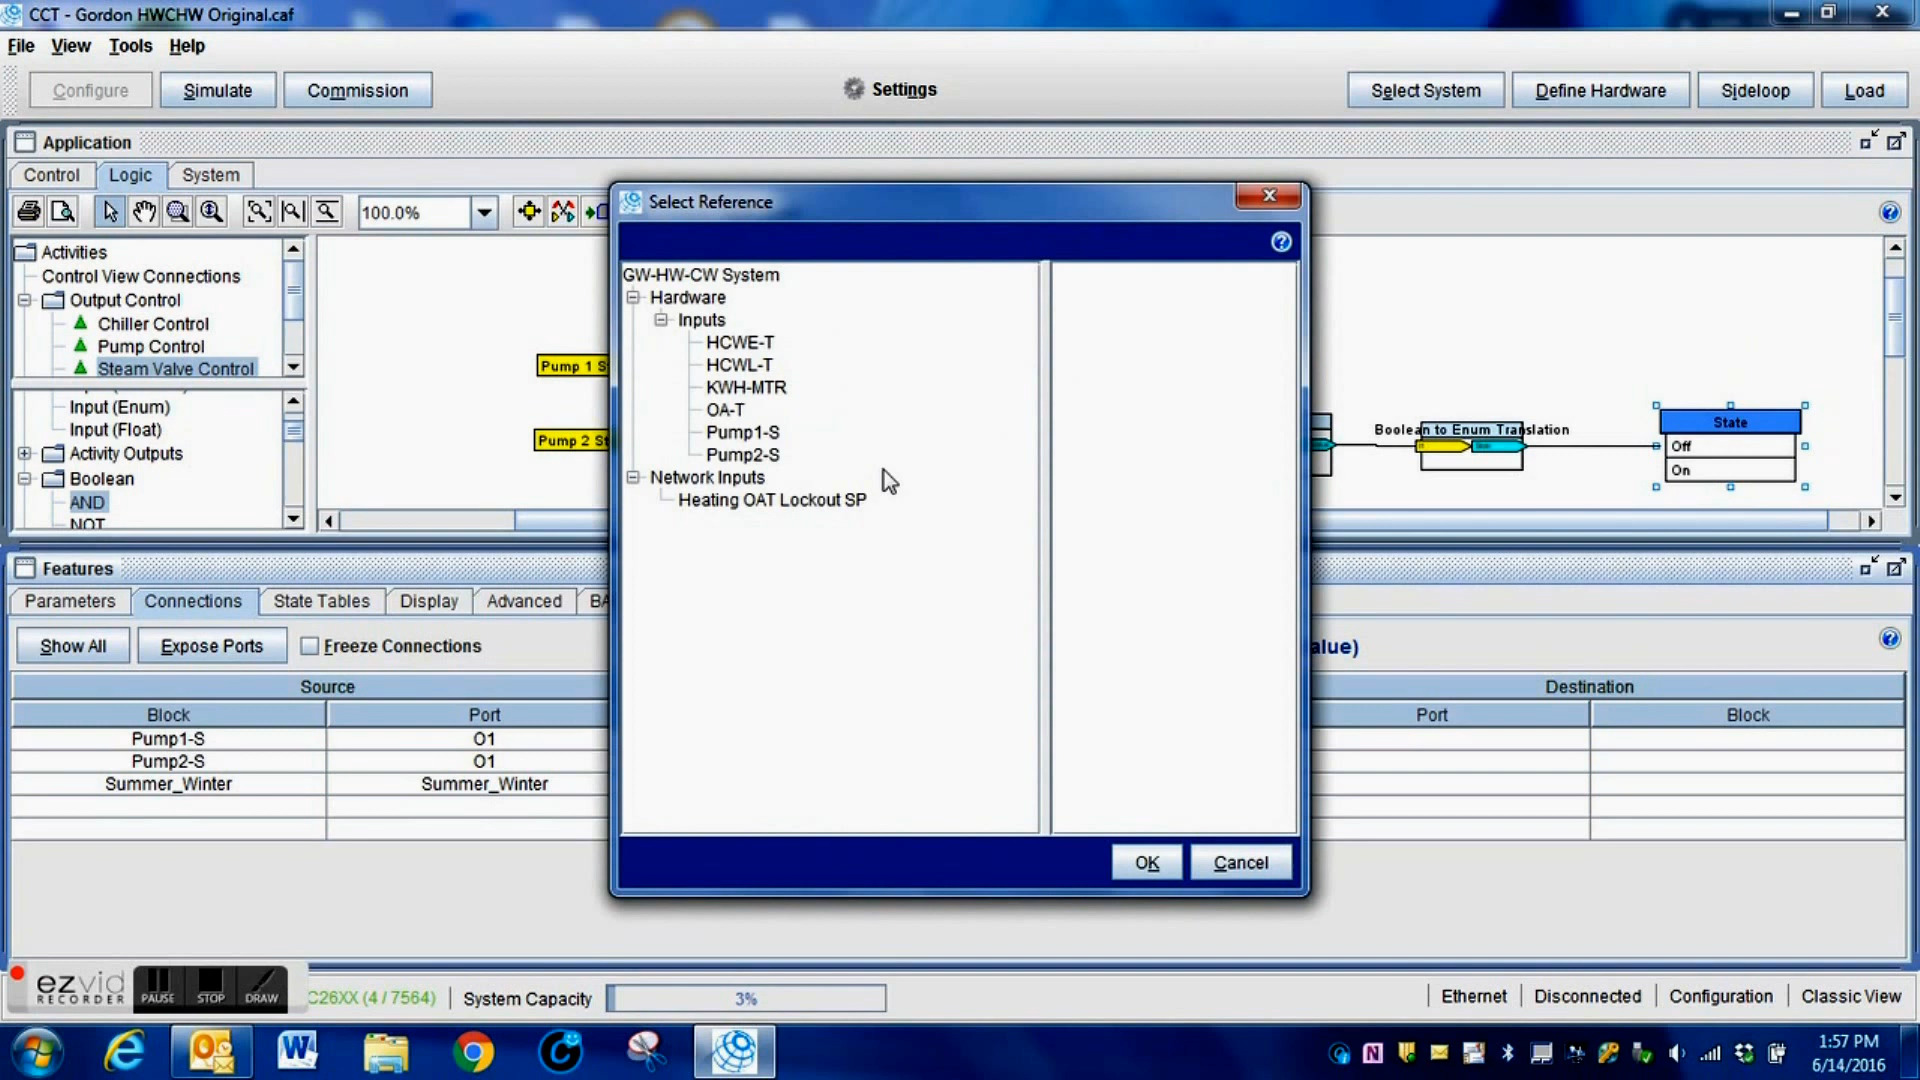 CCT - Gordon HWCHW Original.caf
File View Tools Help
Configure Simulate Commission Settings Select System Define Hardware Sideloop Load
Application
Control Logic System
100.0%
Activities
Control View Connections
Output Control
Chiller Control
Pump Control
Steam Valve Control
Input (Enum)
Input (Float)
Activity Outputs
Boolean
AND
NOT
Pump 1 S
Pump 2 S
Select Reference
GW-HW-CW System
Hardware
Inputs
HCWE-T
HCWL-T
KWH-MTR
OA-T
Pump1-S
Pump2-S
Network Inputs
Heating OAT Lockout SP
OK Cancel
Boolean to Enum Translation
State
Off
On
Features
Parameters Connections State Tables Display Advanced BA
Show All Expose Ports Freeze Connections alue)
Source Destination
Block Port Port Block
Pump1-S O1
Pump2-S O1
Summer_Winter Summer_Winter
ezvid
RECORDER
PAUSE STOP DRAW
C26XX (4 / 7564) System Capacity 3% Ethernet Disconnected Configuration Classic View
1:57 PM
6/14/2016